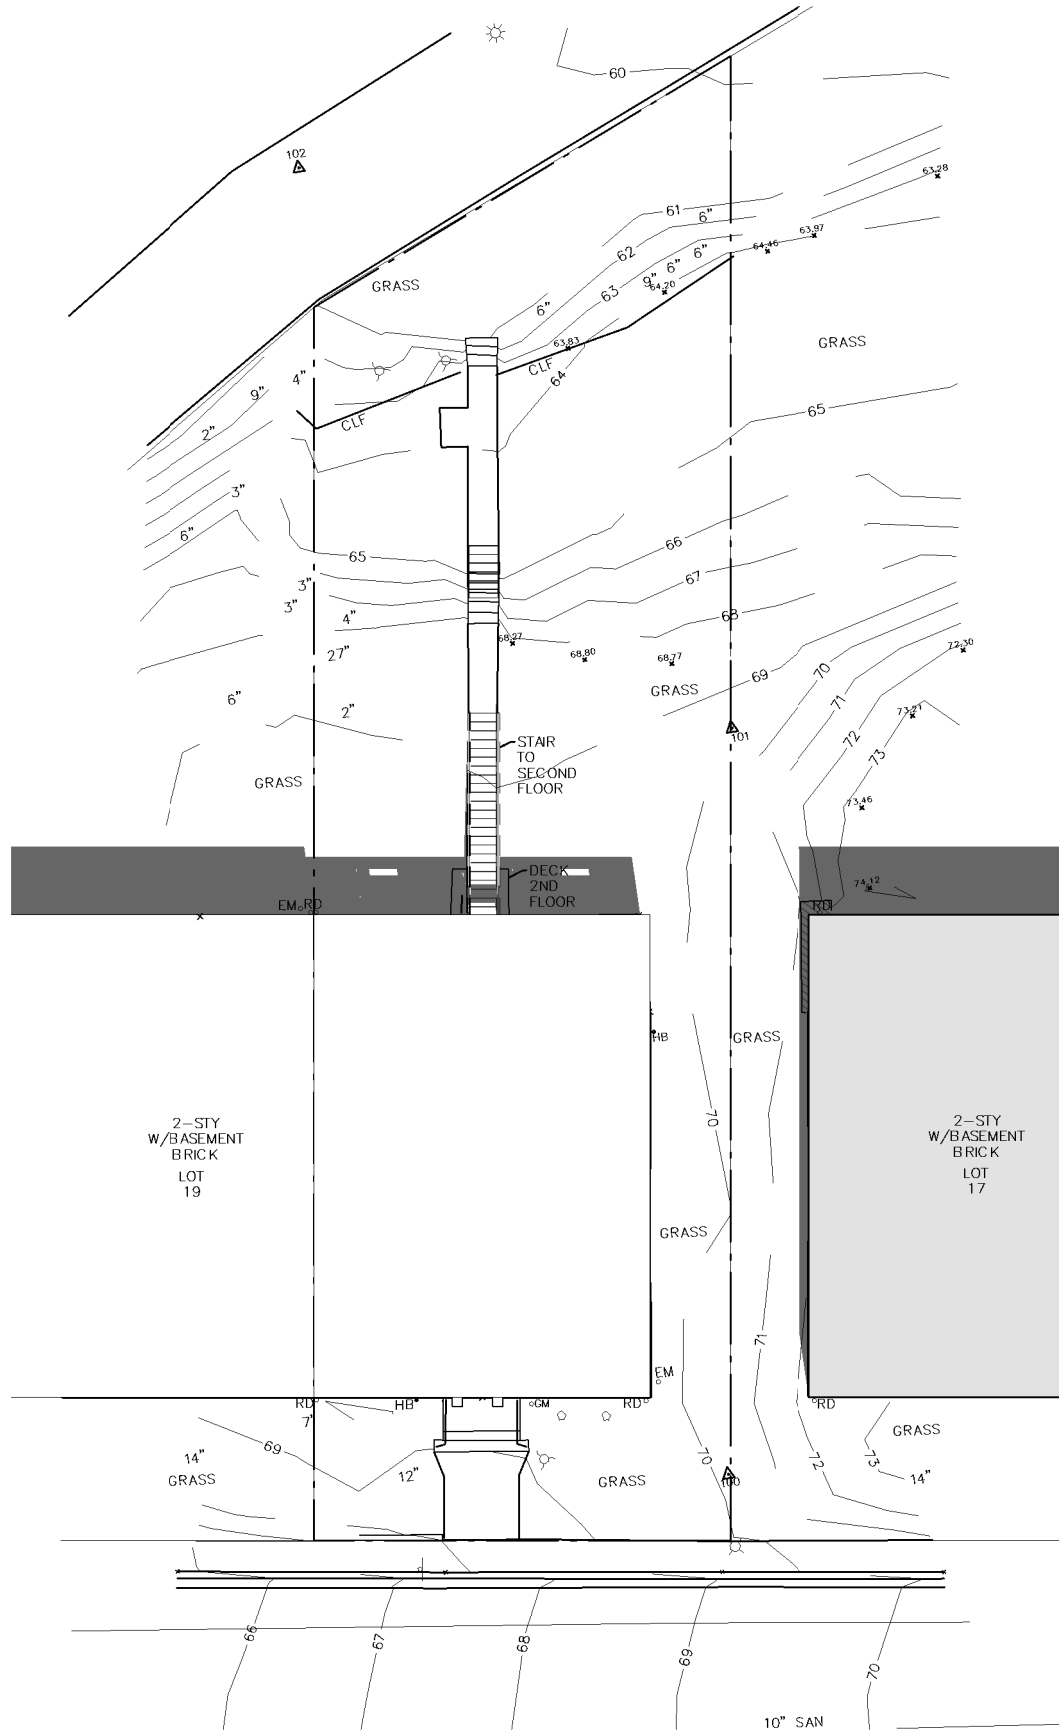 60
102
63.28
61
6"
63.97
62
6"
64.46
6"
9"
64.20
GRASS
63
6"
63.83
GRASS
CLF
64
4"
9"
65
CLF
2"
3"
6"
66
65
67
3"
3"
4"
68
68.27
27"
68.80
68.77
72.30
70
69
GRASS
6"
71
2"
73.21
101
72
STAIR
TO
SECOND
FLOOR
73
GRASS
73.46
DECK
2ND
FLOOR
74.12
EM
RD
RD
HB
GRASS
70
2-STY
W/BASEMENT
BRICK
LOT
19
2-STY
W/BASEMENT
BRICK
LOT
17
GRASS
71
EM
RD
HB
GM
RD
RD
7'
GRASS
69
14"
70
72
73
12"
GRASS
GRASS
100
14"
66
67
68
69
70
10" SAN